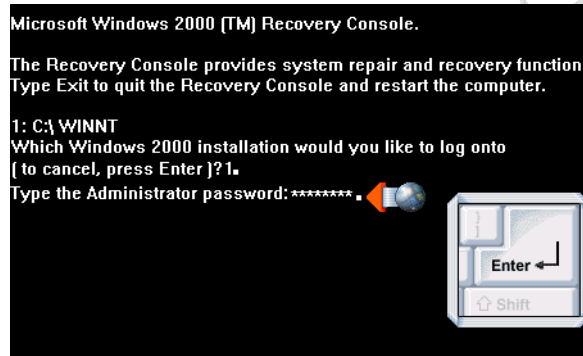 Microsoft Windows 2000 (TM) Recovery Console.
The Recovery Console provides system repair and recovery function
Type Exit to quit the Recovery Console and restart the computer.
1: C:\ WINNT
Which Windows 2000 installation would you like to log onto
( to cancel, press Enter )?1.
Type the Administrator password: ******** .
}
]
Enter
Shift